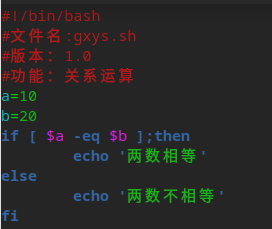 #!/bin/bash
#文件名:gxys.sh
#版本：1.0
#功能：关系运算
a=10
b=20
if [ $a -eq $b ];then
        echo '两数相等'
else
        echo '两数不相等'
fi